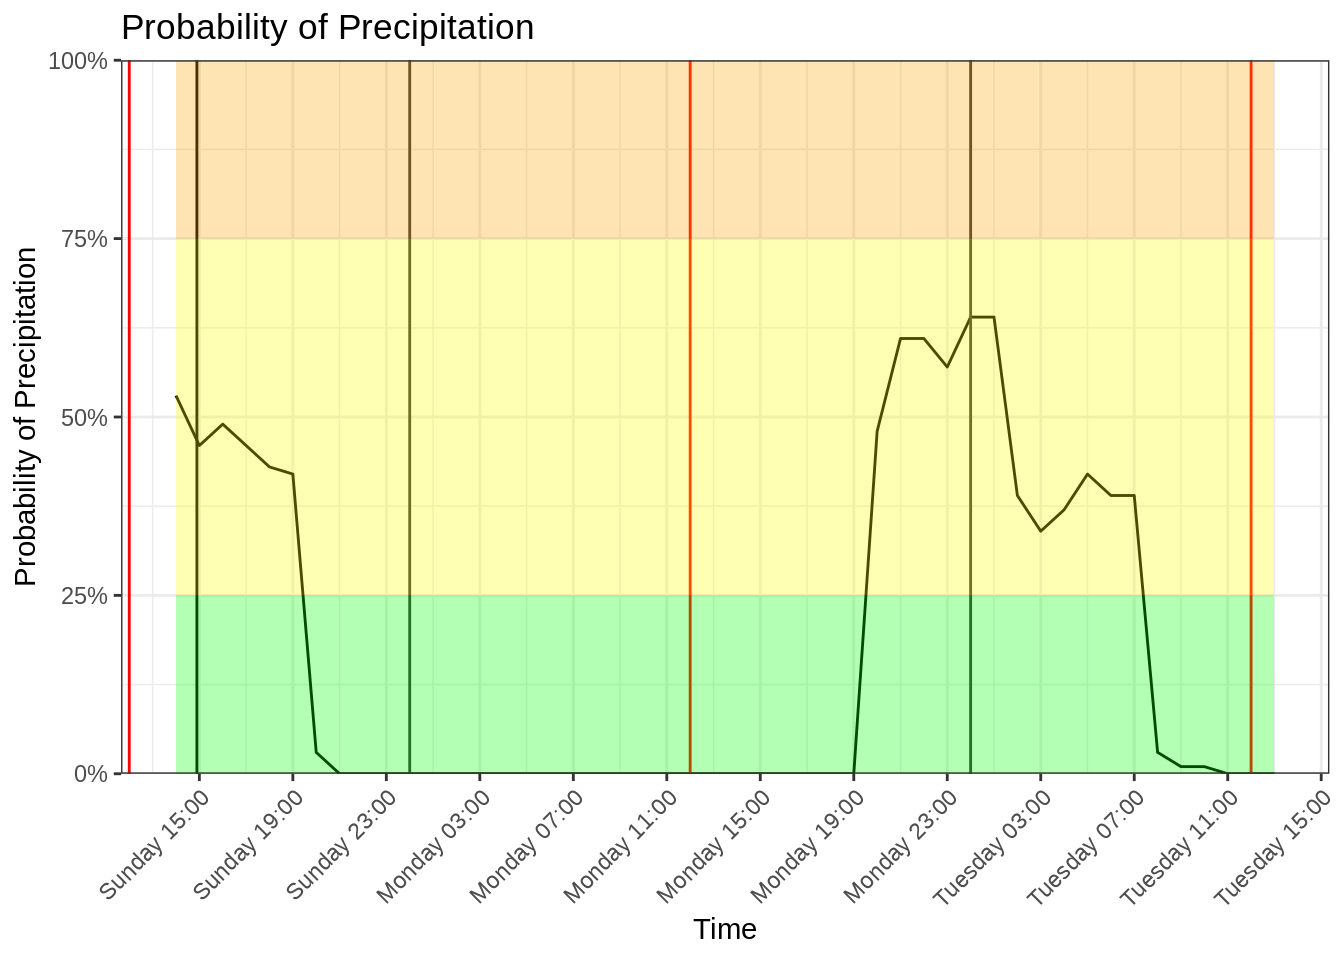 Probability of Precipitation
Probability of Precipitation
100%
75%
50%
25%
0%
Sunday 15:00
Sunday 19:00
Sunday 23:00
Monday 03:00
Monday 07:00
Monday 11:00
Monday 15:00
Monday 19:00
Monday 23:00
Tuesday 03:00
Tuesday 07:00
Tuesday 11:00
Tuesday 15:00
Time